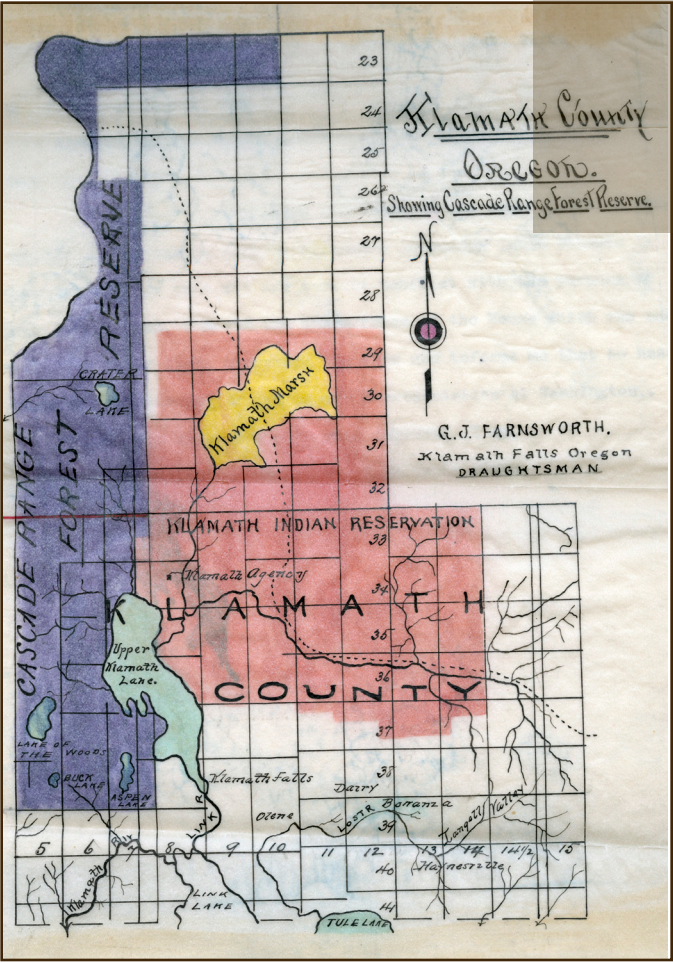 Klamath County
Oregon.
Showing Cascade Range Forest Reserve.
N
G.J. FARNSWORTH.
Klamath Falls Oregon
DRAUGHTSMAN
23
24
25
26
27
28
29
30
31
32
33
34
35
36
37
38
39
40
41
CASCADE RANGE
FOREST
RESERVE
CRATER
LAKE
Klamath Marsh
KLAMATH INDIAN RESERVATION
Klamath Agency
KLAMATH
COUNTY
Upper
Klamath
Lake.
LAKE OF
THE WOODS
BUCK
LAKE
ASPEN
LAKE
Klamath Falls
LINK R
Olene
Dairy
Bonanza
LOST R
Langell Valley
Haynesville
5 6 7 8 9 10 11 12 13 14 14½ 15
Klamath Riv
LINK
LAKE
TULE LAKE